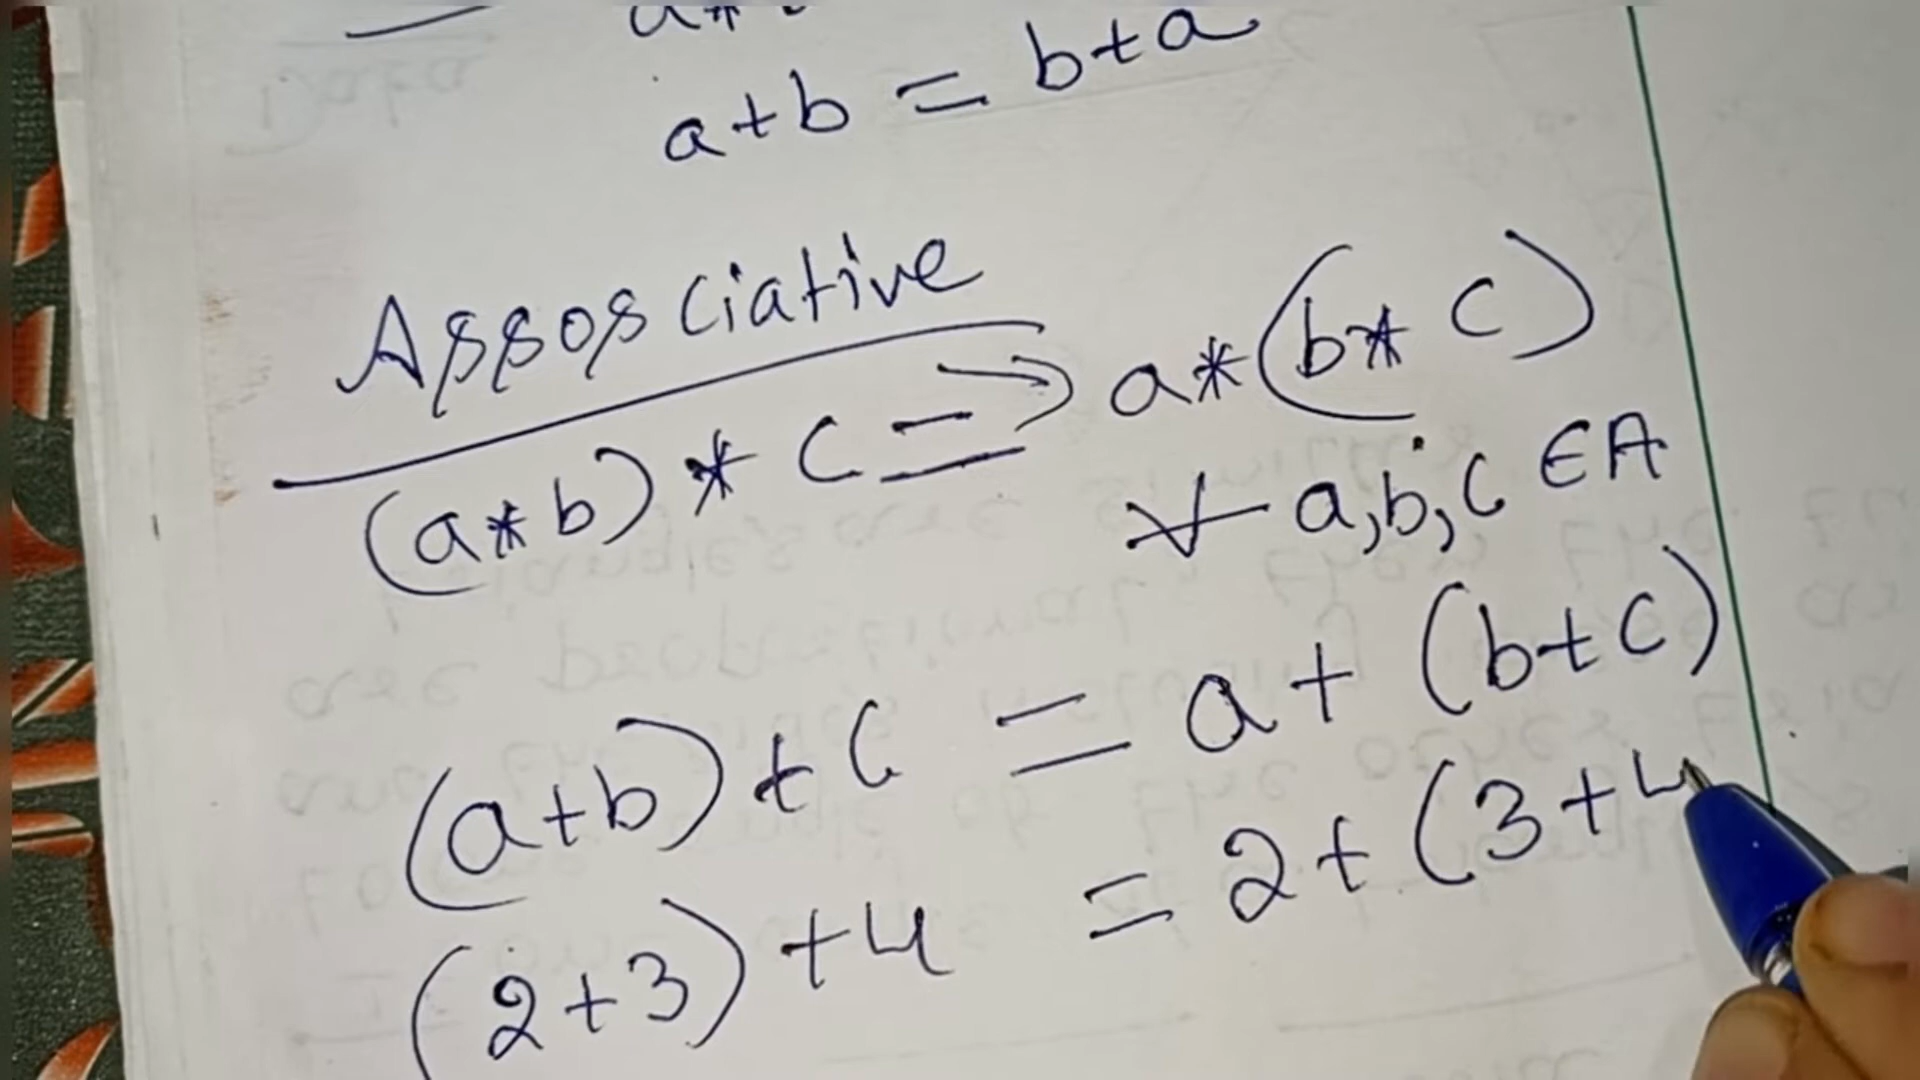 a+b = b+a
Assosciative
(a*b) * c => a*(b* c)
∀ a,b,c ∈ A
(a+b)+c = a + (b+c)
(2+3)+4 = 2+(3+4